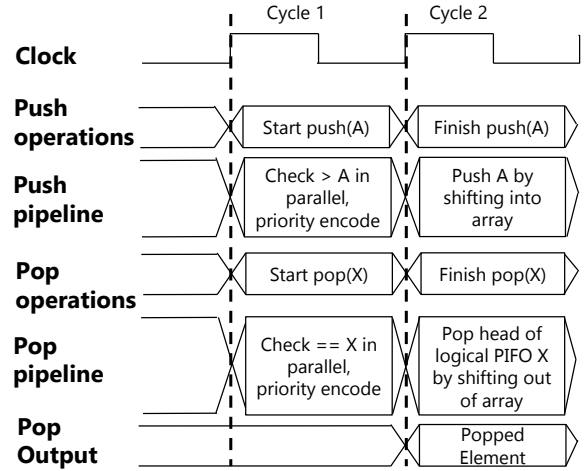 Cycle 1
Cycle 2
Clock
Push
operations
Start push(A)
Finish push(A)
Push
pipeline
Check > A in
parallel,
priority encode
Push A by
shifting into
array
Pop
operations
Start pop(X)
Finish pop(X)
Pop
pipeline
Check == X in
parallel,
priority encode
Pop head of
logical PIFO X
by shifting out
of array
Pop
Output
Popped
Element